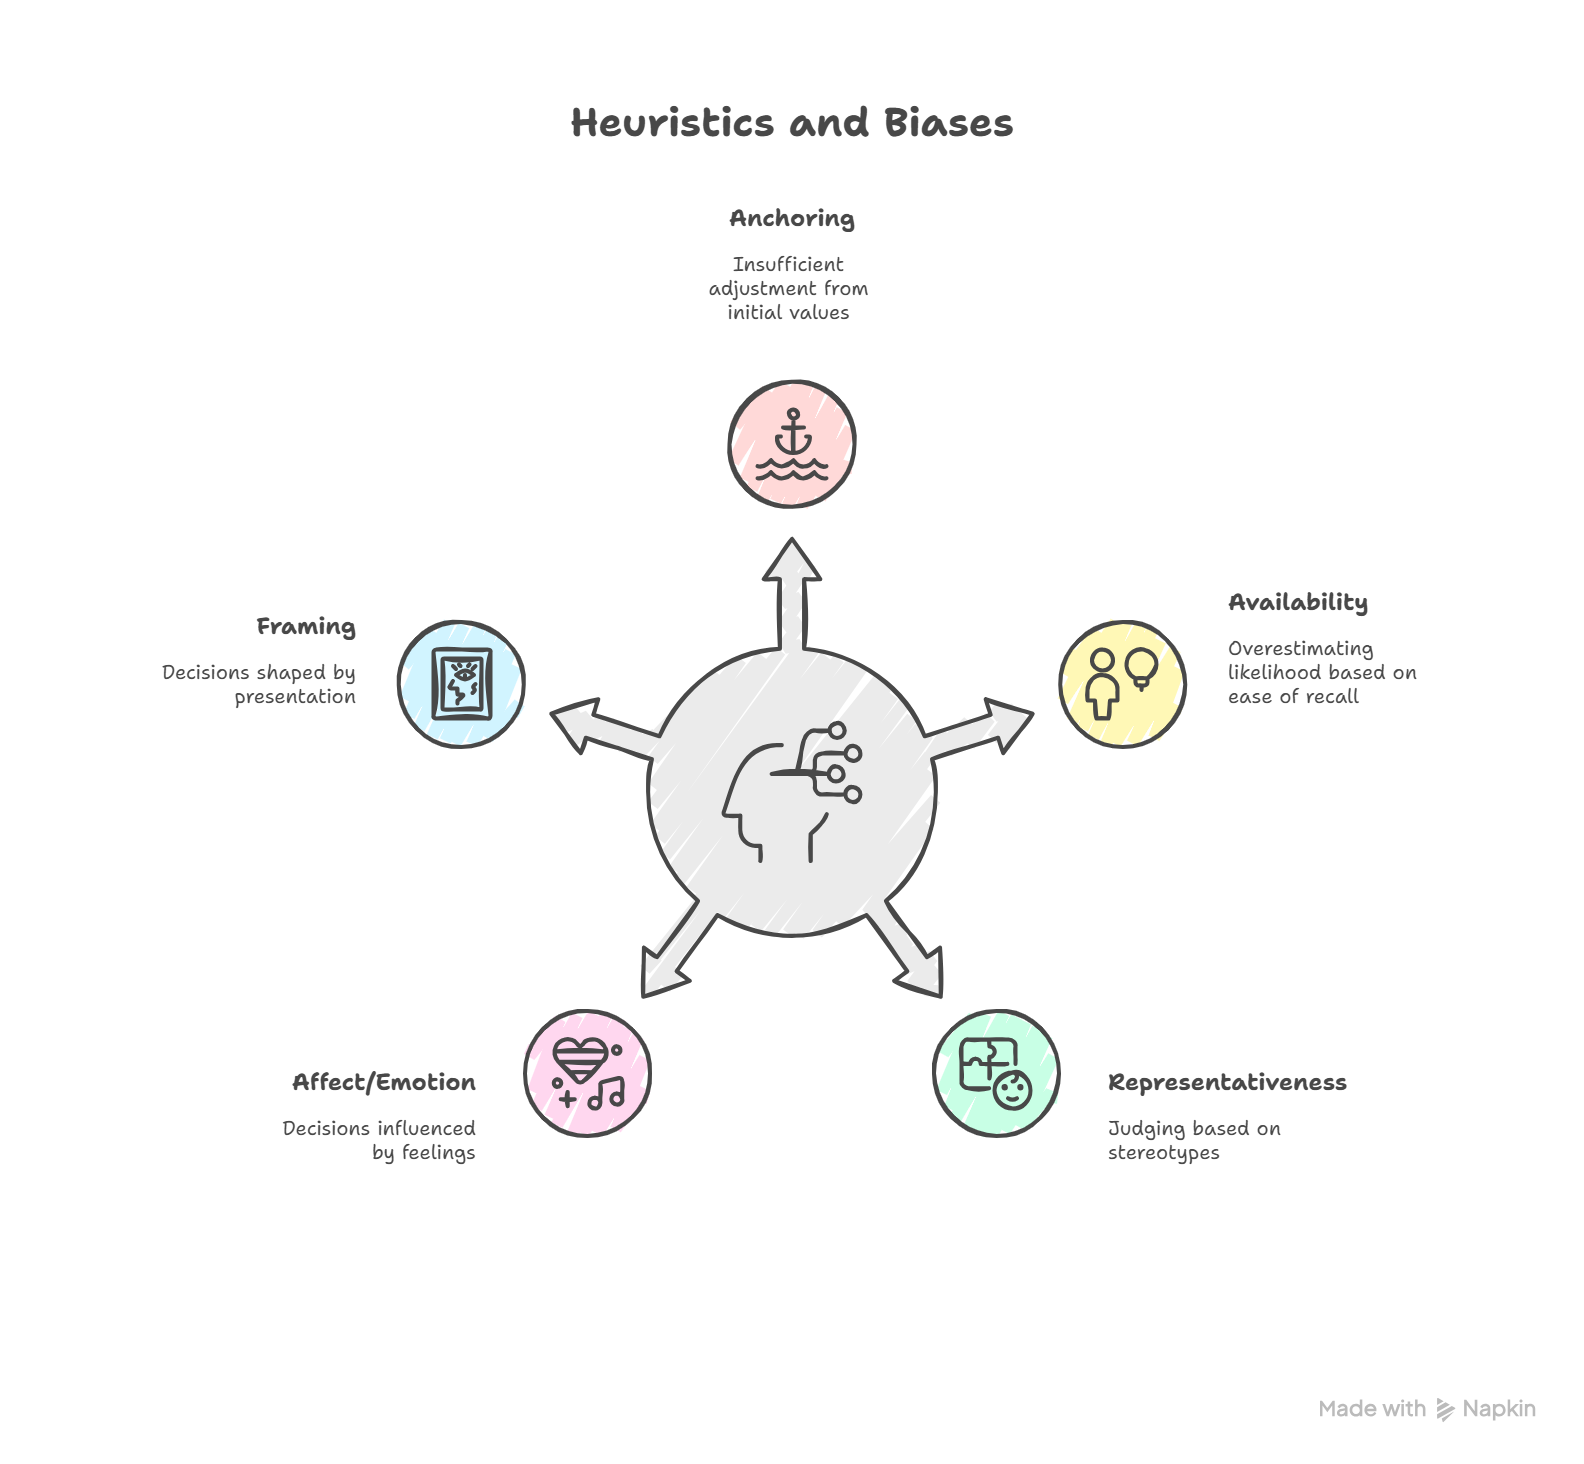 Heuristics and Biases
Anchoring
Insufficient
adjustment from
initial values
Framing
Decisions shaped by
presentation
Availability
Overestimating
likelihood based on
ease of recall
Affect/Emotion
Decisions influenced
by feelings
Representativeness
Judging based on
stereotypes
Made with Napkin